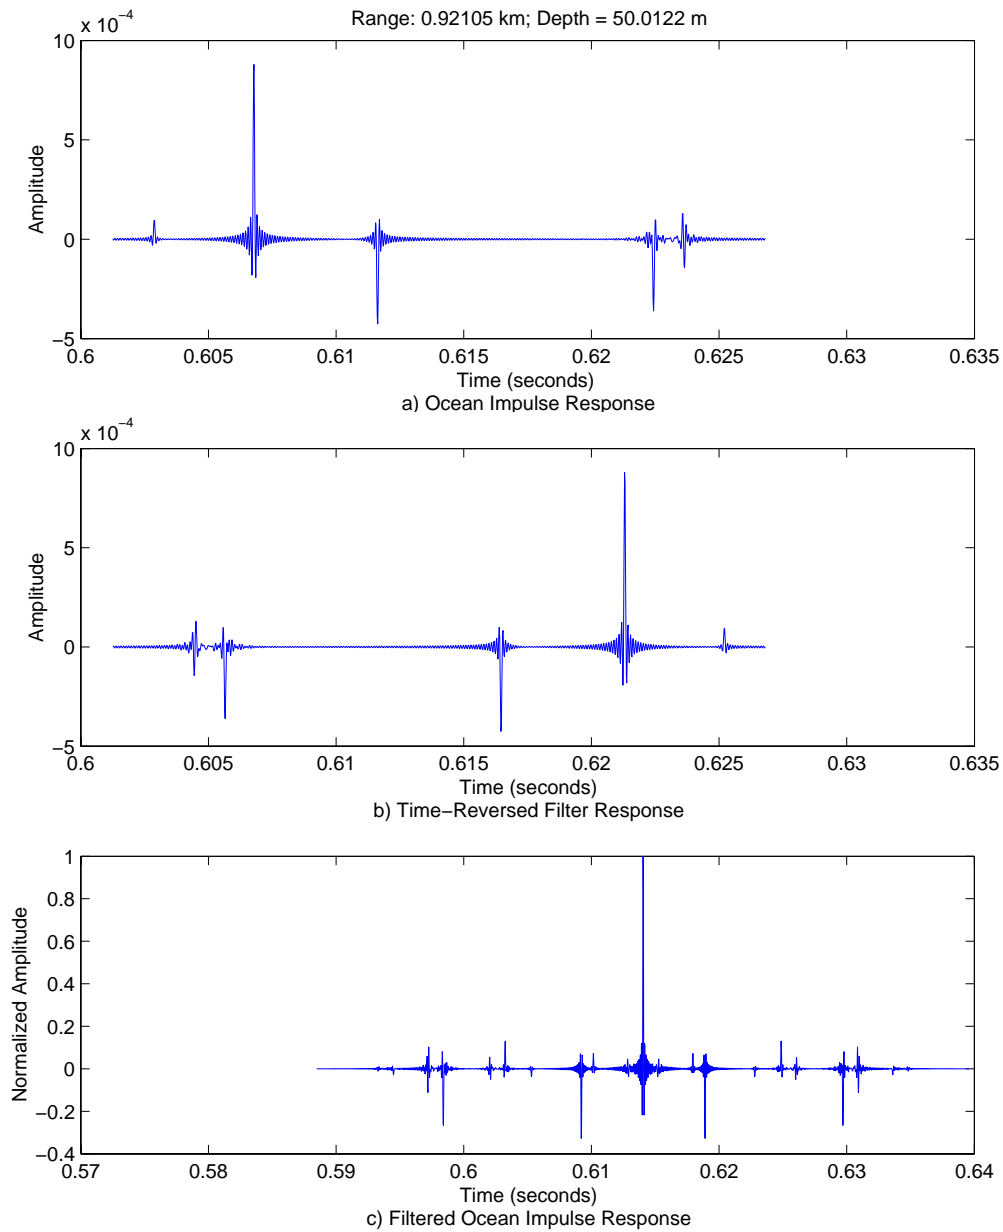 Range: 0.92105 km; Depth = 50.0122 m
x 10⁻⁴
10
5
0
−5
Amplitude
0.6 0.605 0.61 0.615 0.62 0.625 0.63 0.635
Time (seconds)
a) Ocean Impulse Response
x 10⁻⁴
10
5
0
−5
Amplitude
0.6 0.605 0.61 0.615 0.62 0.625 0.63 0.635
Time (seconds)
b) Time−Reversed Filter Response
1
0.8
0.6
0.4
0.2
0
−0.2
−0.4
Normalized Amplitude
0.57 0.58 0.59 0.6 0.61 0.62 0.63 0.64
Time (seconds)
c) Filtered Ocean Impulse Response